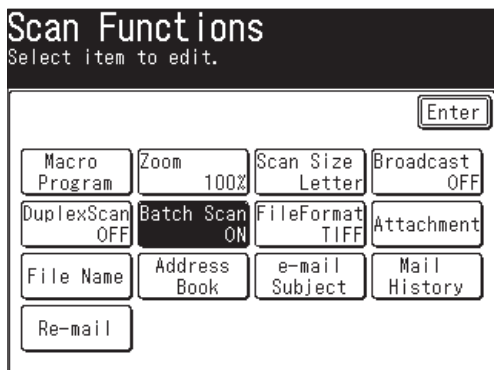 Scan Functions
Select item to edit.
Enter
Macro Program
Zoom 100%
Scan Size Letter
Broadcast OFF
DuplexScan OFF
Batch Scan ON
FileFormat TIFF
Attachment
File Name
Address Book
e-mail Subject
Mail History
Re-mail